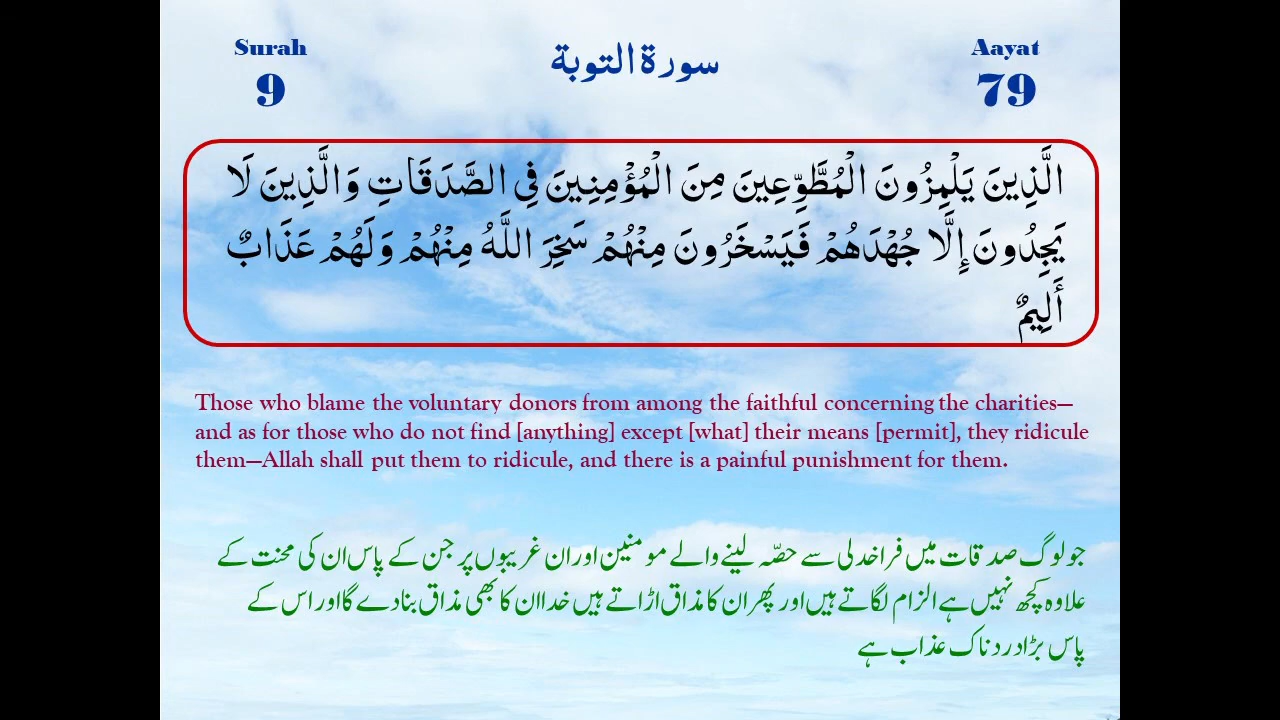 Surah
9
سورة التوبة
Aayat
79
الَّذِينَ يَلْمِزُونَ الْمُطَّوِّعِينَ مِنَ الْمُؤْمِنِينَ فِي الصَّدَقَاتِ وَالَّذِينَ لَا
يَجِدُونَ إِلَّا جُهْدَهُمْ فَيَسْخَرُونَ مِنْهُمْ سَخِرَ اللَّهُ مِنْهُمْ وَلَهُمْ عَذَابٌ
أَلِيمٌ
Those who blame the voluntary donors from among the faithful concerning the charities—
and as for those who do not find [anything] except [what] their means [permit], they ridicule
them—Allah shall put them to ridicule, and there is a painful punishment for them.
جو لوگ صدقات میں فراخدلی سے حصّہ لینے والے مومنین اور ان غریبوں پر جن کے پاس ان کی محنت کے
علاوہ کچھ نہیں ہے الزام لگاتے ہیں اور پھر ان کا مذاق اڑاتے ہیں خدا ان کا بھی مذاق بنا دے گا اور اس کے
پاس بڑا دردناک عذاب ہے